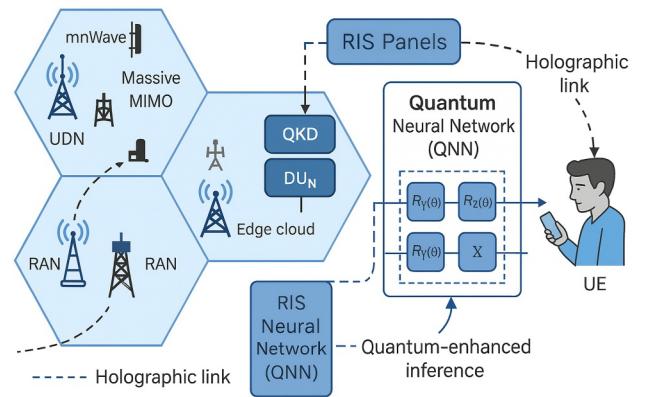 mnWave
Massive
MIMO
UDN
RAN
RAN
QKD
DU_N
Edge cloud
RIS Panels
Holographic
link
Quantum
Neural Network
(QNN)
R_Y(θ)
R_Z(θ)
R_Y(θ)
X
UE
RIS
Neural
Network
(QNN)
Quantum-enhanced
inference
Holographic link